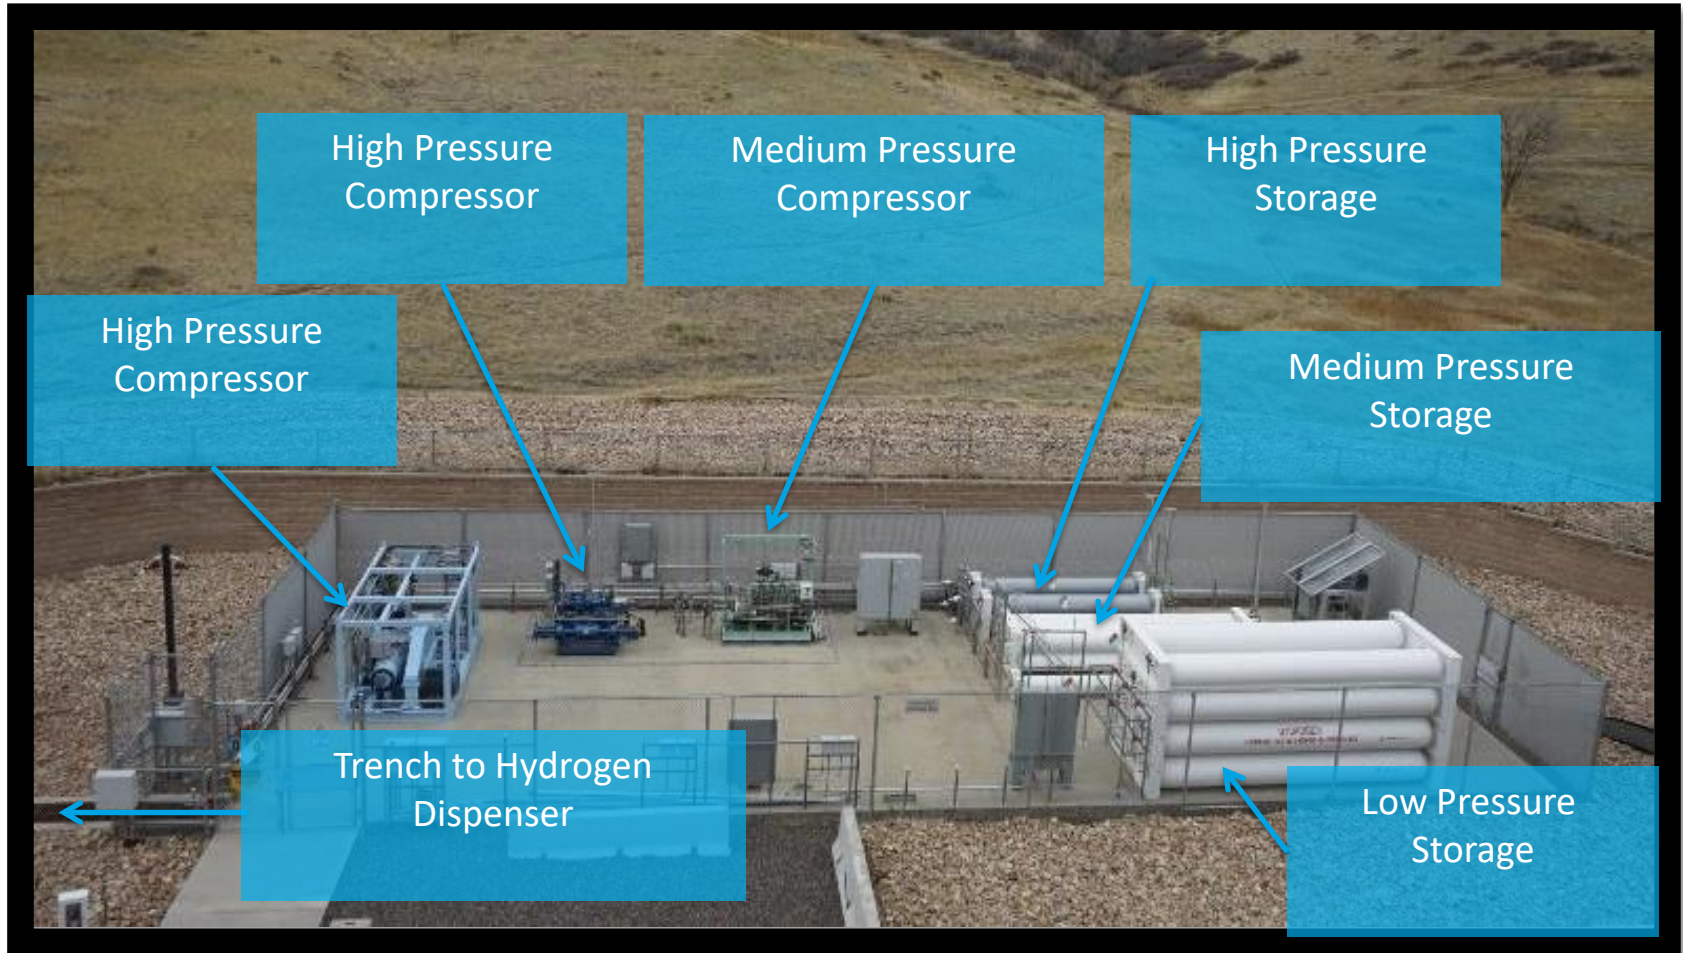 High Pressure
Compressor
Medium Pressure
Compressor
High Pressure
Storage
High Pressure
Compressor
Medium Pressure
Storage
Trench to Hydrogen
Dispenser
Low Pressure
Storage